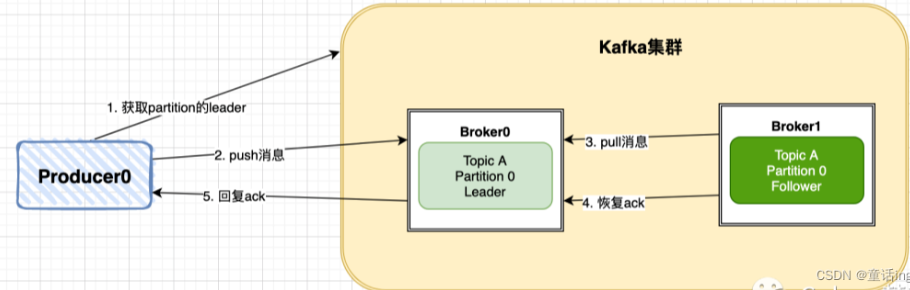 Kafka集群
1. 获取partition的leader
Broker0
Broker1
2. push消息
3. pull消息
Topic A
Partition 0
Leader
Topic A
Partition 0
Follower
Producer0
5. 回复ack
4. 恢复ack
CSDN @童话ing